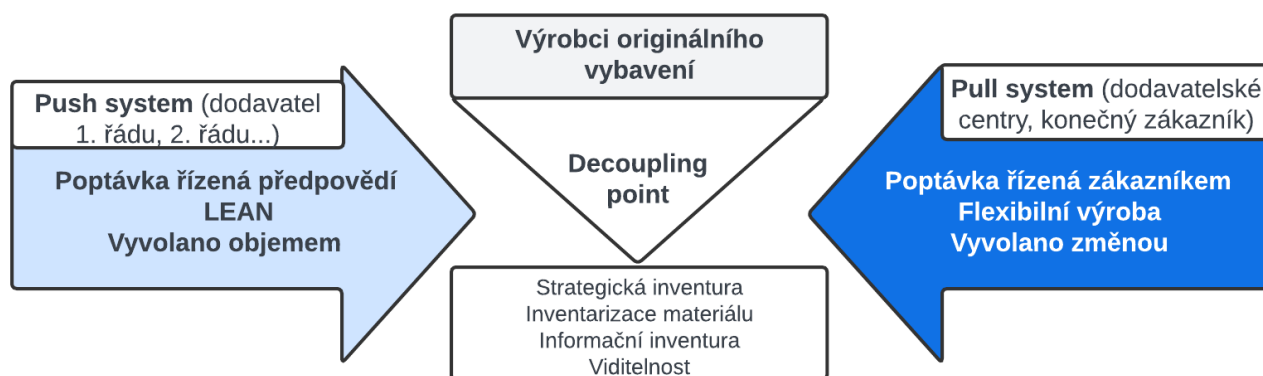 Push system (dodavatel
1. řádu, 2. řádu...)
Poptávka řízená předpovědí
LEAN
Vyvolano objemem
Výrobci originálního
vybavení
Decoupling
point
Strategická inventura
Inventarizace materiálu
Informační inventura
Viditelnost
Pull system (dodavatelské
centry, konečný zákazník)
Poptávka řízená zákazníkem
Flexibilní výroba
Vyvolano změnou